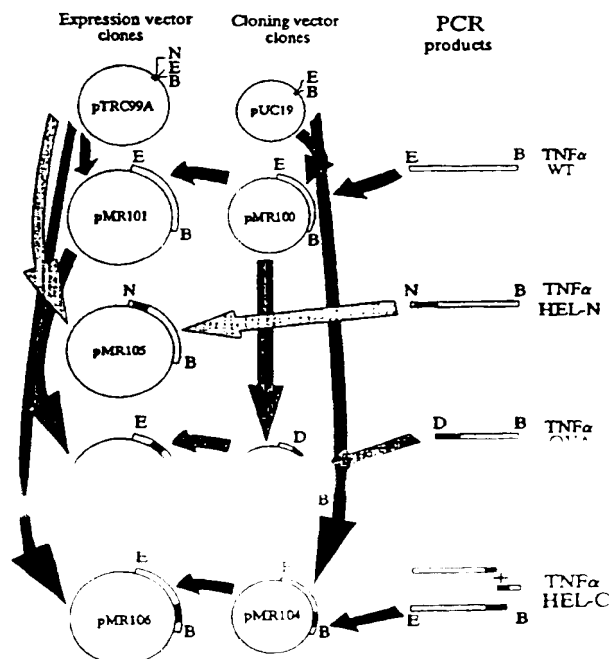 Expression vector clones
Cloning vector clones
PCR products
N
E
B
pTRC99A
E
B
pUC19
E
B
pMR101
E
B
pMR100
E
B
TNFα
WT
N
B
pMR105
N
B
TNFα
HEL-N
E
D
D
B
TNFα
B
E
B
pMR106
B
pMR104
+
E
B
TNFα
HEL-C